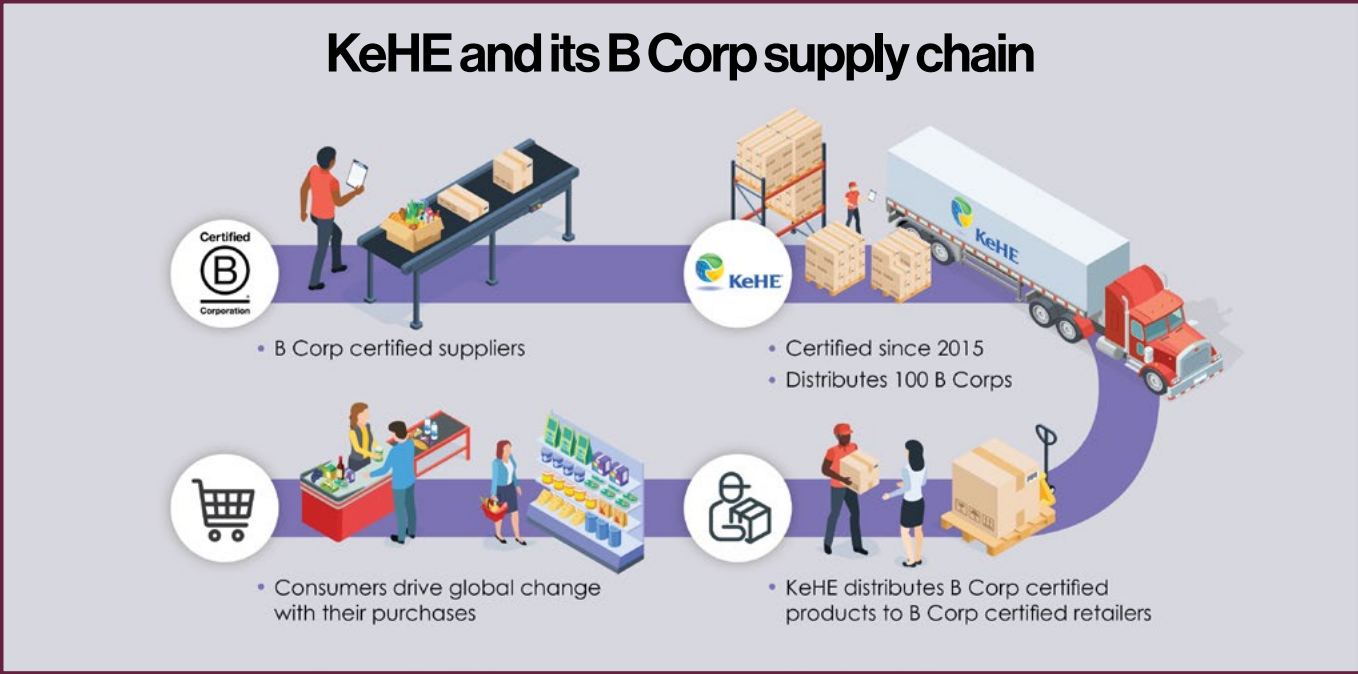 KeHE and its B Corp supply chain
Certified
B
Corporation
• B Corp certified suppliers
KeHE
KeHE
• Certified since 2015
• Distributes 100 B Corps
• KeHE distributes B Corp certified
products to B Corp certified retailers
• Consumers drive global change
with their purchases